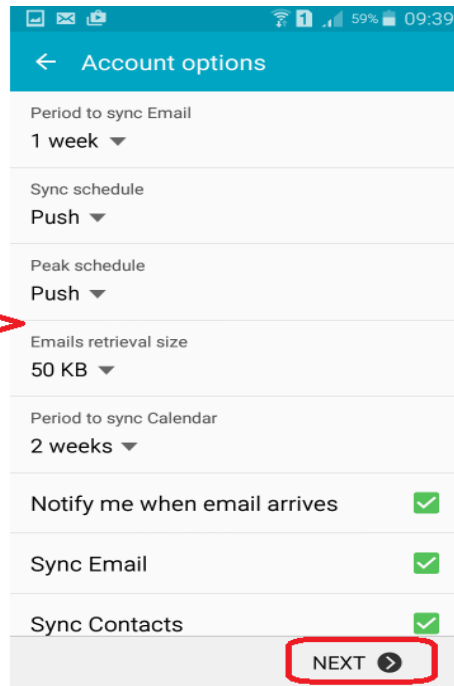 1 59% 09:39
Account options
Period to sync Email
1 week
Sync schedule
Push
Peak schedule
Push
Emails retrieval size
50 KB
Period to sync Calendar
2 weeks
Notify me when email arrives
Sync Email
Sync Contacts
NEXT